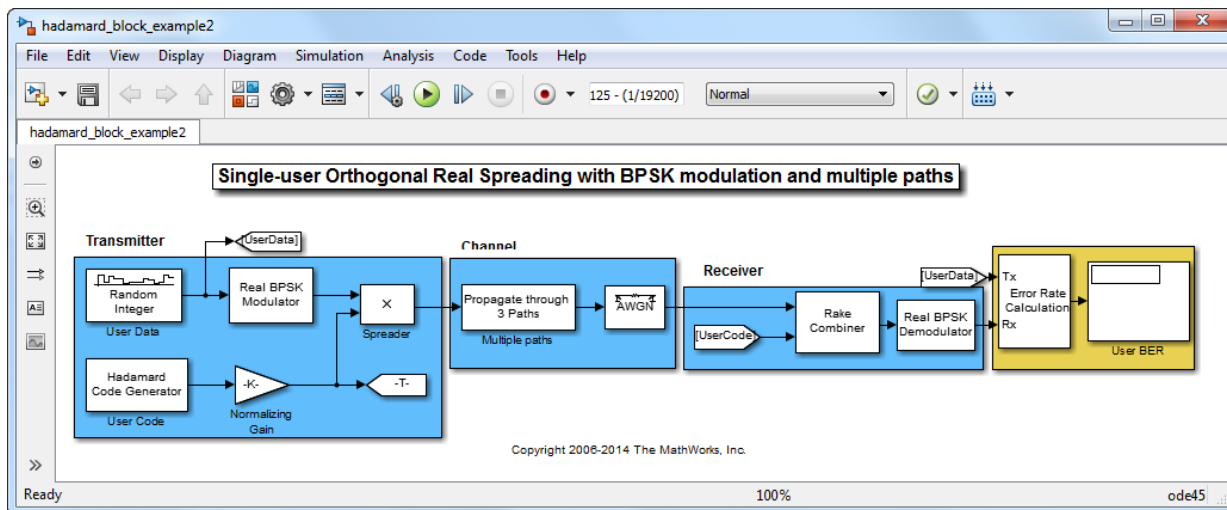 hadamard_block_example2
File Edit View Display Diagram Simulation Analysis Code Tools Help
125 - (1/19200)
Normal
hadamard_block_example2
Single-user Orthogonal Real Spreading with BPSK modulation and multiple paths
Transmitter
[UserData]
Random
Integer
User Data
Real BPSK
Modulator
×
Spreader
Hadamard
Code Generator
User Code
-K-
Normalizing
Gain
-T-
Channel
Propagate through
3 Paths
Multiple paths
AWGN
Receiver
[UserCode]
Rake
Combiner
Real BPSK
Demodulator
[UserData]
Tx
Error Rate
Calculation
Rx
User BER
Copyright 2006-2014 The MathWorks, Inc.
Ready
100%
ode45